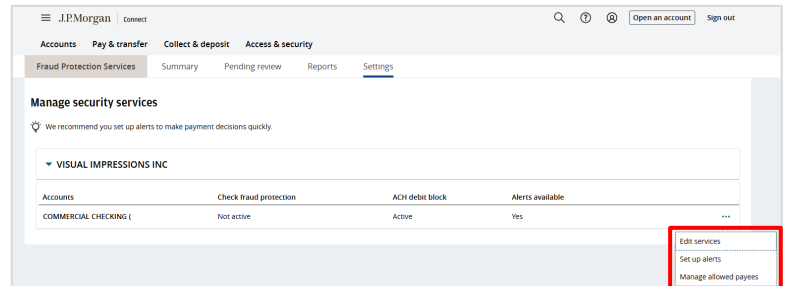 J.P.Morgan | Connect Open an account Sign out
Accounts Pay & transfer Collect & deposit Access & security
Fraud Protection Services Summary Pending review Reports Settings
Manage security services
We recommend you set up alerts to make payment decisions quickly.
VISUAL IMPRESSIONS INC
Accounts Check fraud protection ACH debit block Alerts available
COMMERCIAL CHECKING ( Not active Active Yes ...
Edit services
Set up alerts
Manage allowed payees